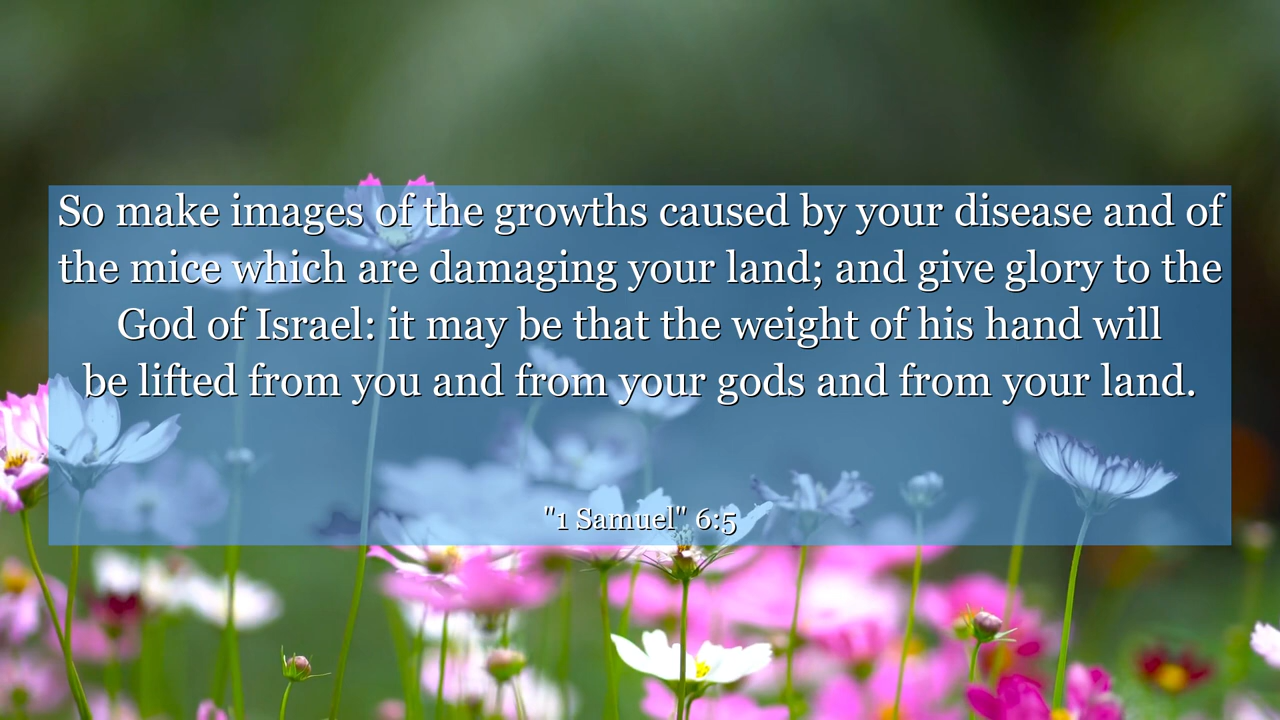 So make images of the growths caused by your disease and of
the mice which are damaging your land; and give glory to the
God of Israel: it may be that the weight of his hand will
be lifted from you and from your gods and from your land.
"1 Samuel" 6:5